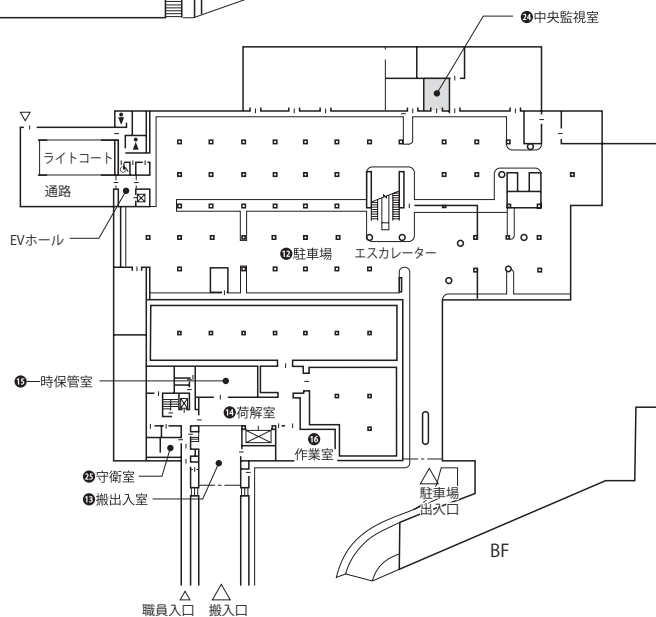 ㉔中央監視室
ライトコート
通路
EVホール
⑫駐車場
エスカレーター
⑮時保管室
⑭荷解室
⑯
作業室
㉕守衛室
⑬搬出入室
駐車場
出入口
BF
職員入口
搬入口